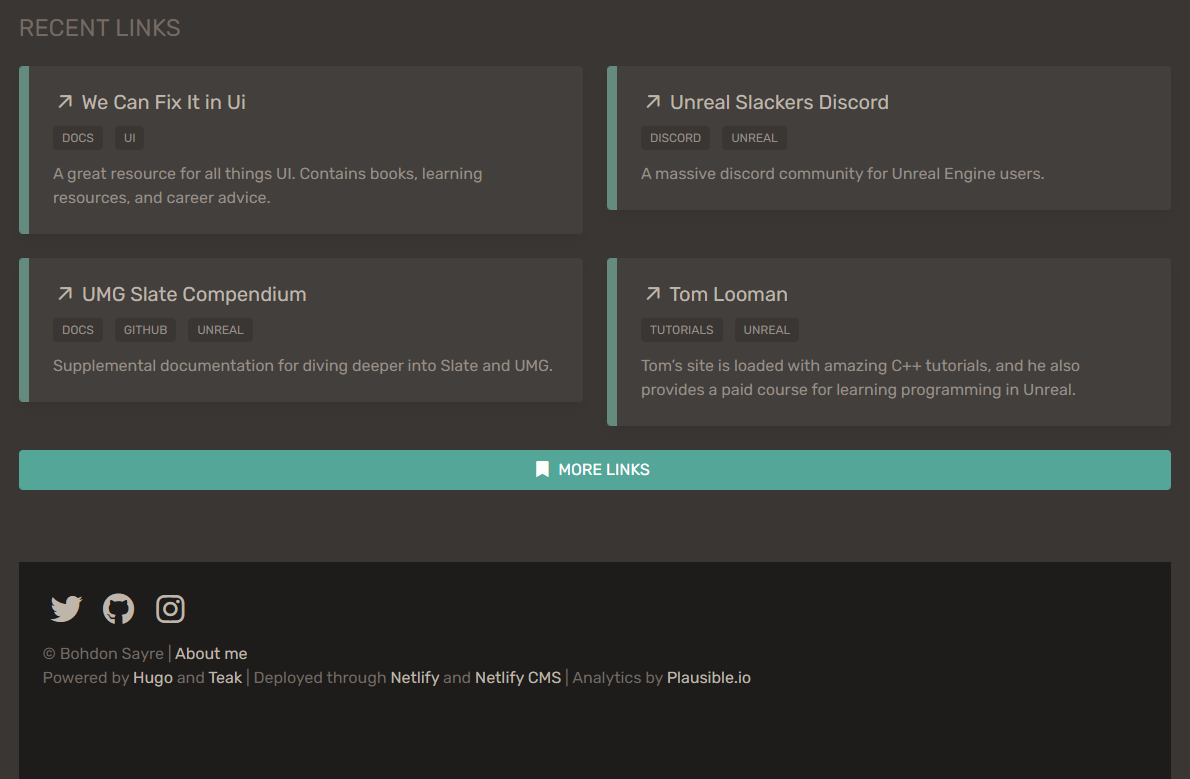 RECENT LINKS
We Can Fix It in Ui
DOCS UI
A great resource for all things UI. Contains books, learning
resources, and career advice.
Unreal Slackers Discord
DISCORD UNREAL
A massive discord community for Unreal Engine users.
UMG Slate Compendium
DOCS GITHUB UNREAL
Supplemental documentation for diving deeper into Slate and UMG.
Tom Looman
TUTORIALS UNREAL
Tom's site is loaded with amazing C++ tutorials, and he also
provides a paid course for learning programming in Unreal.
MORE LINKS
© Bohdon Sayre | About me
Powered by Hugo and Teak | Deployed through Netlify and Netlify CMS | Analytics by Plausible.io